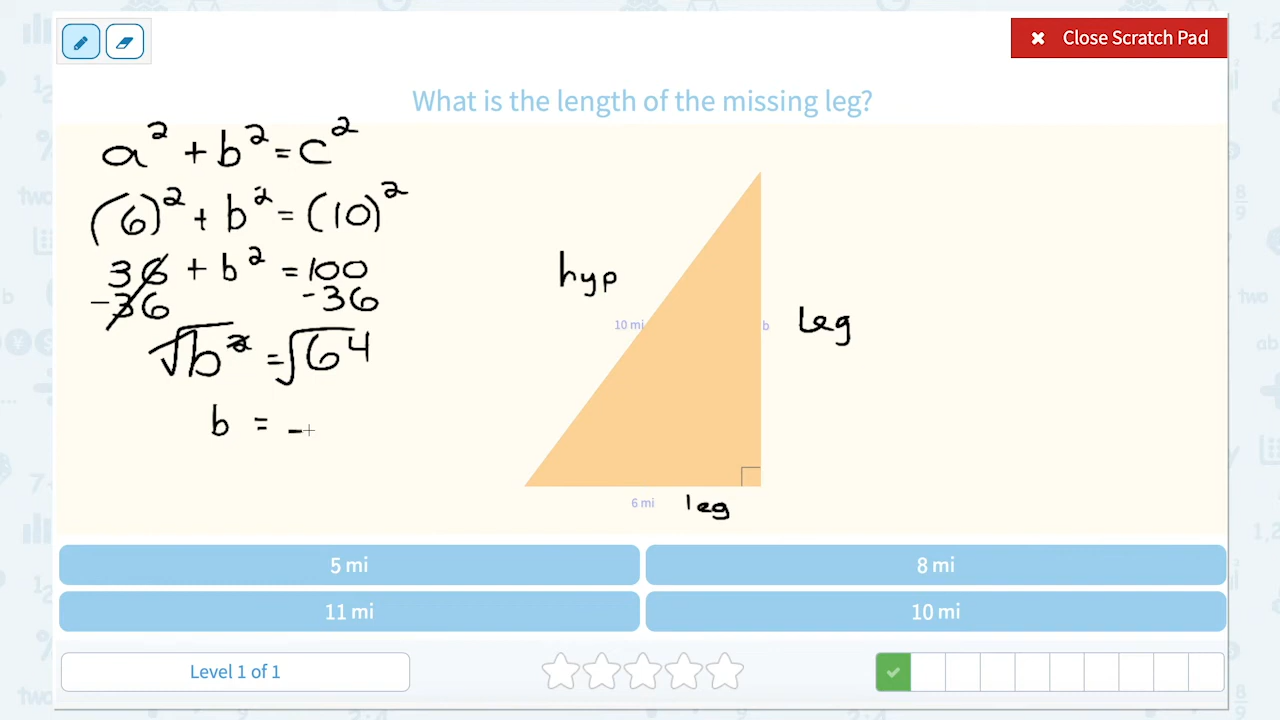 Close Scratch Pad
What is the length of the missing leg?
a² + b² = c²
(6)² + b² = (10)²
36 + b² = 100
-36 -36
√b² = √64
b = -
hyp
10 mi
b
leg
6 mi
leg
5 mi
8 mi
11 mi
10 mi
Level 1 of 1